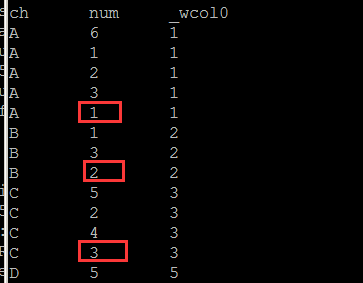 ch num _wcol0
A 6 1
A 1 1
A 2 1
A 3 1
A 1 1
B 1 2
B 3 2
B 2 2
C 5 3
C 2 3
C 4 3
C 3 3
D 5 5